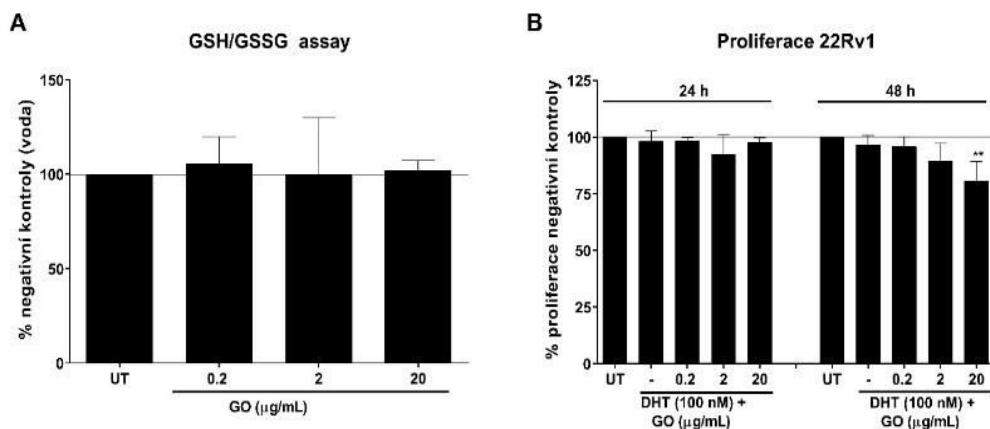 A
GSH/GSSG assay
% negativní kontroly (voda)
150
100
50
0
UT
0.2
2
20
GO (µg/mL)
B
Proliferace 22Rv1
% proliferace negativní kontroly
125
100
75
50
25
0
24 h
48 h
**
UT - 0.2 2 20
UT - 0.2 2 20
DHT (100 nM) +
GO (µg/mL)
DHT (100 nM) +
GO (µg/mL)